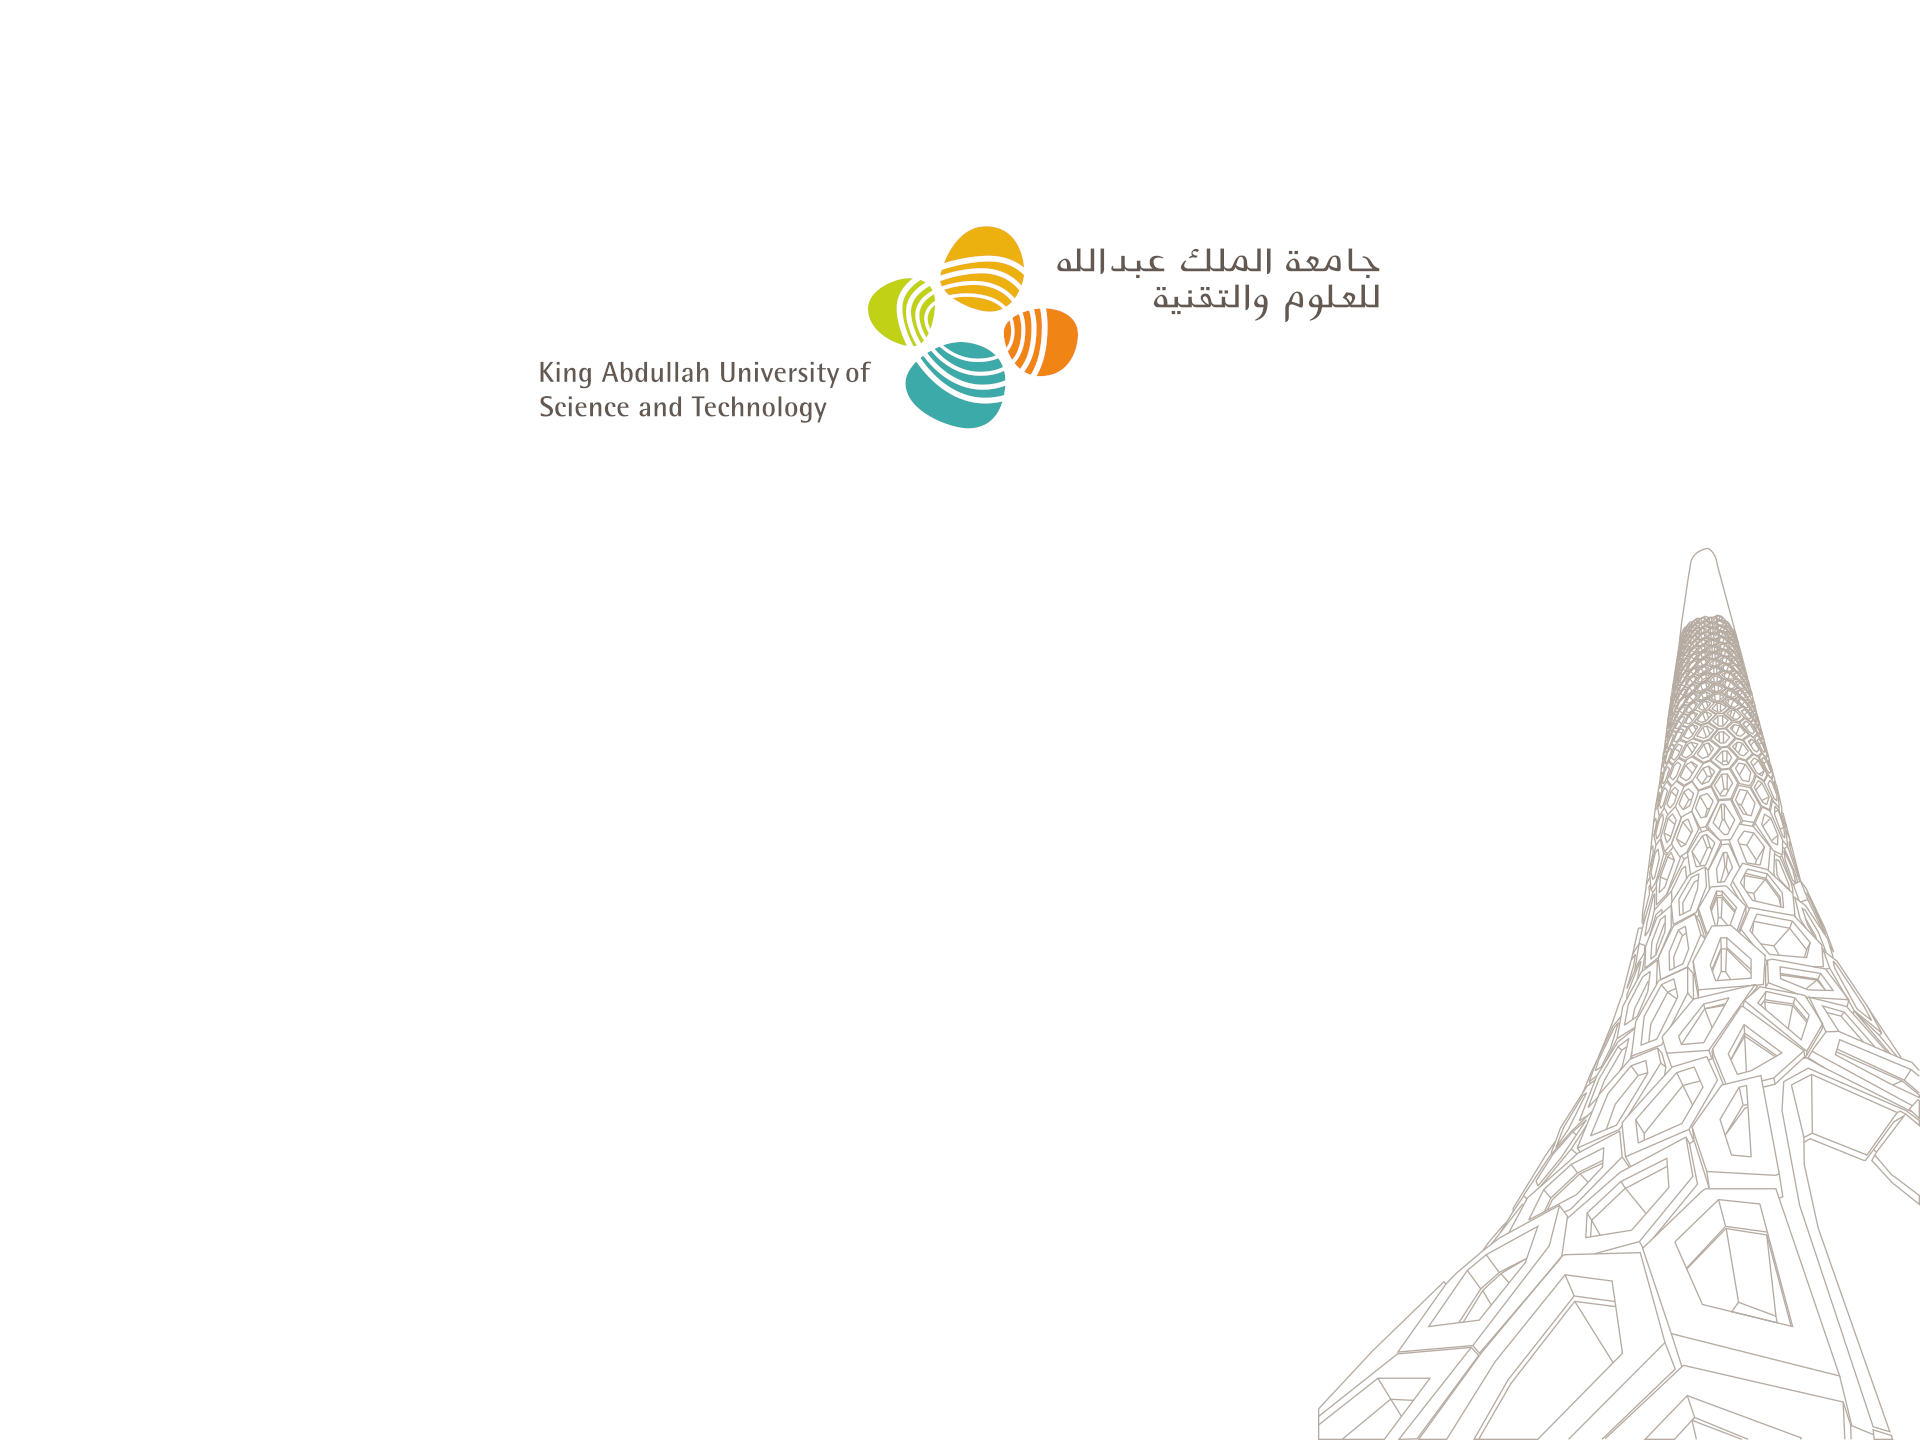 جامعة الملك عبدالله
للعلوم والتقنية
King Abdullah University of
Science and Technology